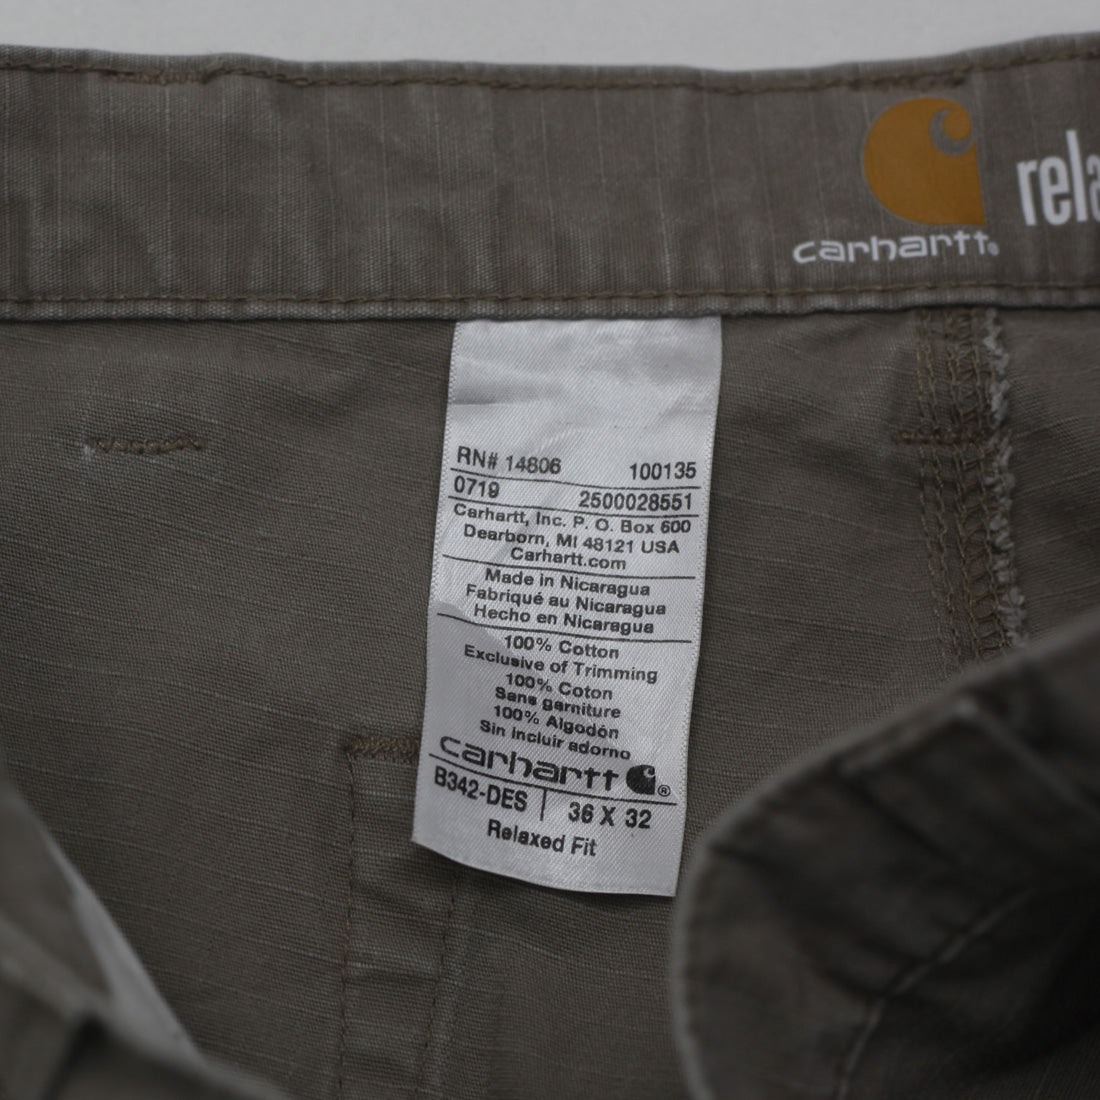 carhartt®
rela
RN# 14806 100135
0719 2500028551
Carhartt, Inc. P. O. Box 600
Dearborn, MI 48121 USA
Carhartt.com
Made in Nicaragua
Fabriqué au Nicaragua
Hecho en Nicaragua
100% Cotton
Exclusive of Trimming
100% Coton
Sans garniture
100% Algodón
Sin incluir adorno
carhartt ®
B342-DES | 36 X 32
Relaxed Fit